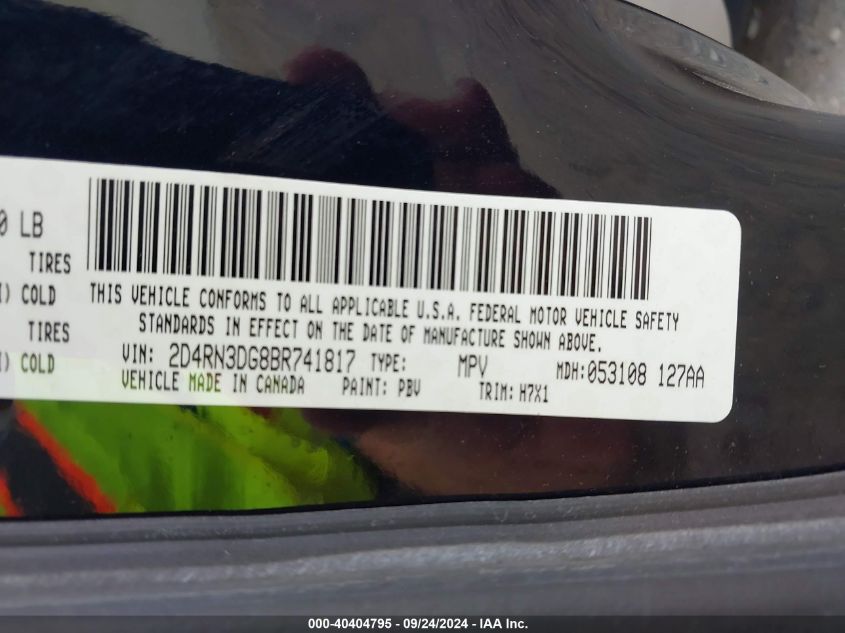 0 LB
TIRES
) COLD
TIRES
) COLD
THIS VEHICLE CONFORMS TO ALL APPLICABLE U.S.A. FEDERAL MOTOR VEHICLE SAFETY
STANDARDS IN EFFECT ON THE DATE OF MANUFACTURE SHOWN ABOVE.
VIN: 2D4RN3DG8BR741817 TYPE: MPV MDH:053108 127AA
VEHICLE MADE IN CANADA PAINT: PBV TRIM: H7X1
000-40404795 - 09/24/2024 - IAA Inc.